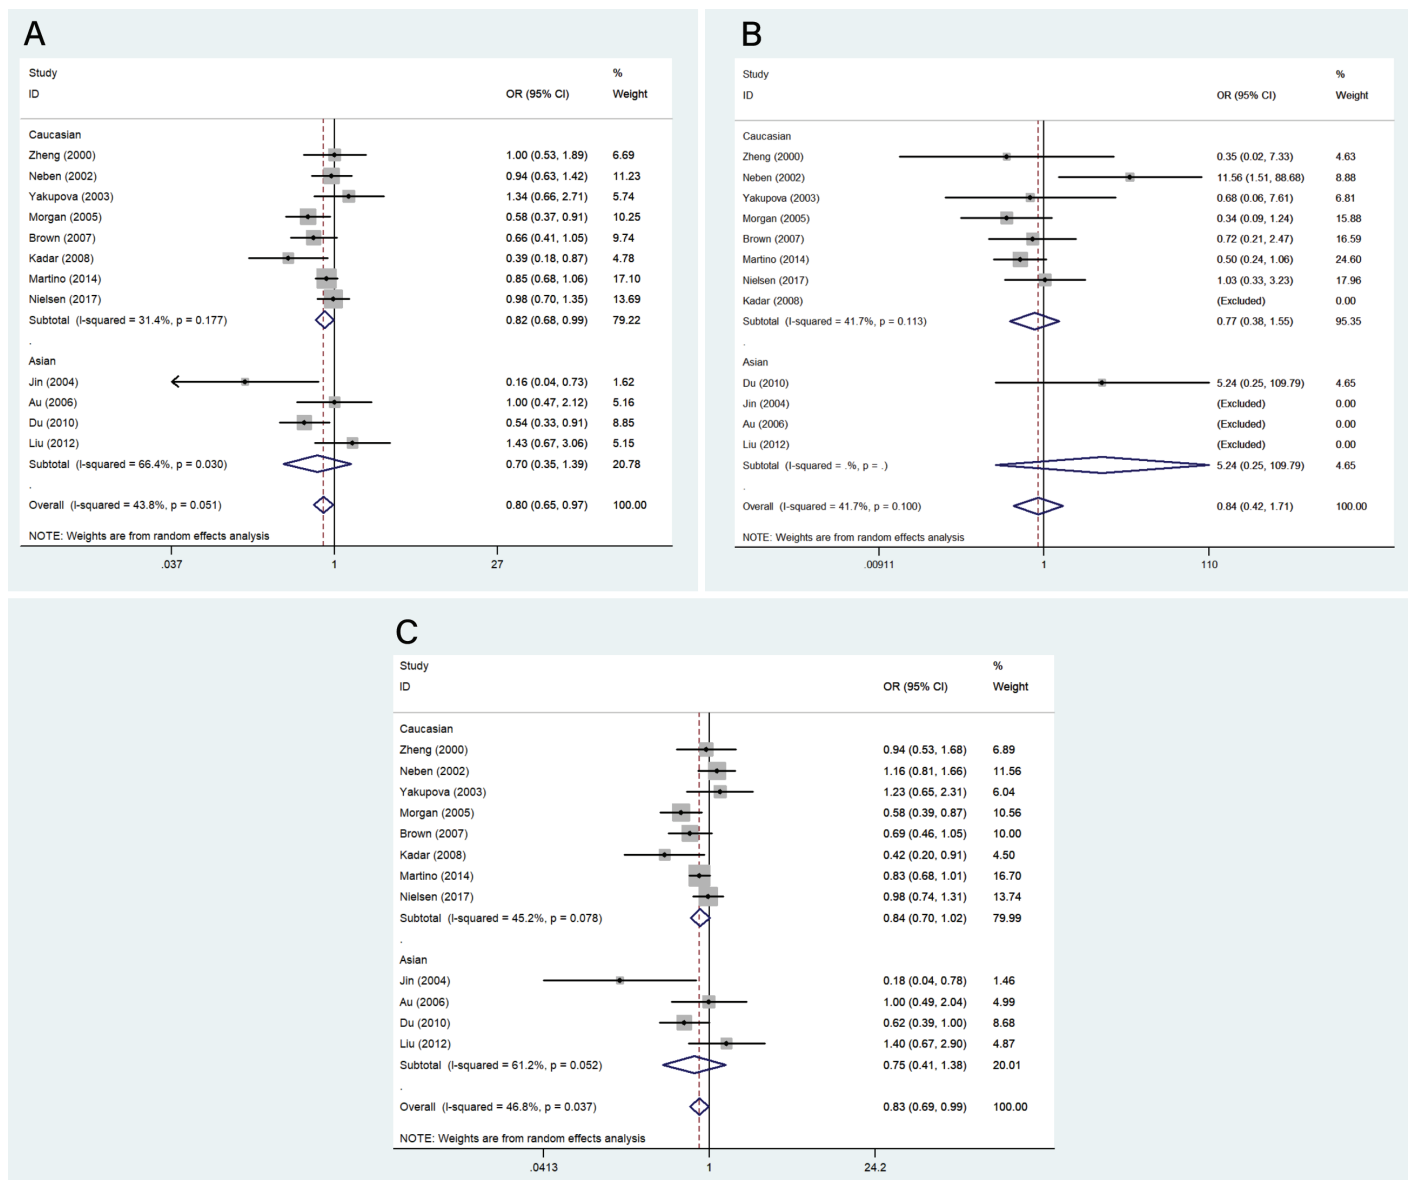 A
Study %
ID OR (95% CI) Weight
Caucasian
Zheng (2000) 1.00 (0.53, 1.89) 6.69
Neben (2002) 0.94 (0.63, 1.42) 11.23
Yakupova (2003) 1.34 (0.66, 2.71) 5.74
Morgan (2005) 0.58 (0.37, 0.91) 10.25
Brown (2007) 0.66 (0.41, 1.05) 9.74
Kadar (2008) 0.39 (0.18, 0.87) 4.78
Martino (2014) 0.85 (0.68, 1.06) 17.10
Nielsen (2017) 0.98 (0.70, 1.35) 13.69
Subtotal (I-squared = 31.4%, p = 0.177) 0.82 (0.68, 0.99) 79.22
.
Asian
Jin (2004) 0.16 (0.04, 0.73) 1.62
Au (2006) 1.00 (0.47, 2.12) 5.16
Du (2010) 0.54 (0.33, 0.91) 8.85
Liu (2012) 1.43 (0.67, 3.06) 5.15
Subtotal (I-squared = 66.4%, p = 0.030) 0.70 (0.35, 1.39) 20.78
.
Overall (I-squared = 43.8%, p = 0.051) 0.80 (0.65, 0.97) 100.00
NOTE: Weights are from random effects analysis
.037 1 27
B
Study %
ID OR (95% CI) Weight
Caucasian
Zheng (2000) 0.35 (0.02, 7.33) 4.63
Neben (2002) 11.56 (1.51, 88.68) 8.88
Yakupova (2003) 0.68 (0.06, 7.61) 6.81
Morgan (2005) 0.34 (0.09, 1.24) 15.88
Brown (2007) 0.72 (0.21, 2.47) 16.59
Martino (2014) 0.50 (0.24, 1.06) 24.60
Nielsen (2017) 1.03 (0.33, 3.23) 17.96
Kadar (2008) (Excluded) 0.00
Subtotal (I-squared = 41.7%, p = 0.113) 0.77 (0.38, 1.55) 95.35
.
Asian
Du (2010) 5.24 (0.25, 109.79) 4.65
Jin (2004) (Excluded) 0.00
Au (2006) (Excluded) 0.00
Liu (2012) (Excluded) 0.00
Subtotal (I-squared = .%, p = .) 5.24 (0.25, 109.79) 4.65
.
Overall (I-squared = 41.7%, p = 0.100) 0.84 (0.42, 1.71) 100.00
NOTE: Weights are from random effects analysis
.00911 1 110
C
Study %
ID OR (95% CI) Weight
Caucasian
Zheng (2000) 0.94 (0.53, 1.68) 6.89
Neben (2002) 1.16 (0.81, 1.66) 11.56
Yakupova (2003) 1.23 (0.65, 2.31) 6.04
Morgan (2005) 0.58 (0.39, 0.87) 10.56
Brown (2007) 0.69 (0.46, 1.05) 10.00
Kadar (2008) 0.42 (0.20, 0.91) 4.50
Martino (2014) 0.83 (0.68, 1.01) 16.70
Nielsen (2017) 0.98 (0.74, 1.31) 13.74
Subtotal (I-squared = 45.2%, p = 0.078) 0.84 (0.70, 1.02) 79.99
.
Asian
Jin (2004) 0.18 (0.04, 0.78) 1.46
Au (2006) 1.00 (0.49, 2.04) 4.99
Du (2010) 0.62 (0.39, 1.00) 8.68
Liu (2012) 1.40 (0.67, 2.90) 4.87
Subtotal (I-squared = 61.2%, p = 0.052) 0.75 (0.41, 1.38) 20.01
.
Overall (I-squared = 46.8%, p = 0.037) 0.83 (0.69, 0.99) 100.00
NOTE: Weights are from random effects analysis
.0413 1 24.2